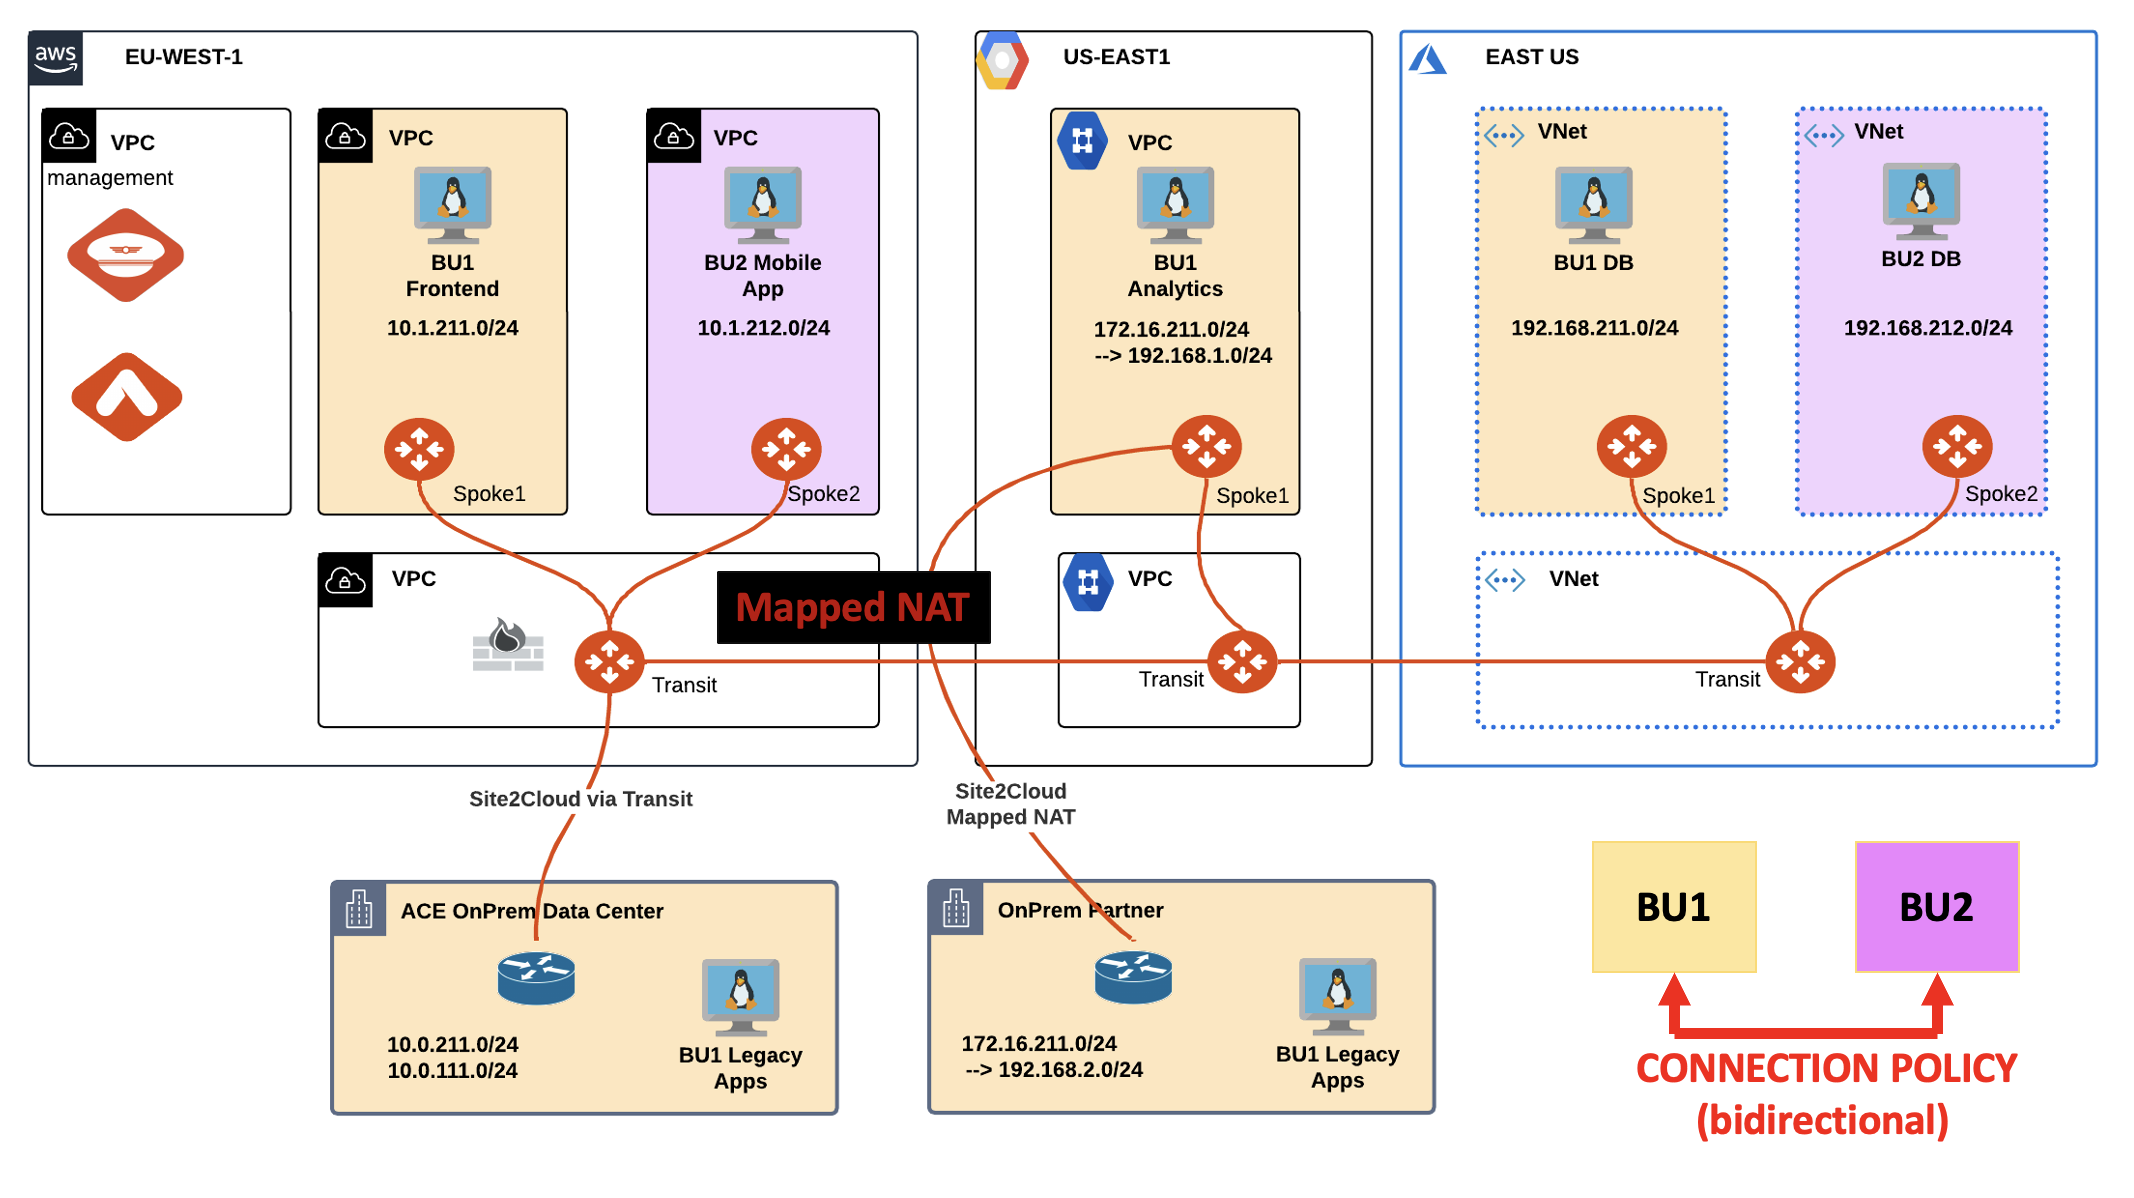 aws
EU-WEST-1
VPC
management
VPC
BU1
Frontend
10.1.211.0/24
Spoke1
VPC
BU2 Mobile
App
10.1.212.0/24
Spoke2
VPC
Transit
Mapped NAT
US-EAST1
VPC
BU1
Analytics
172.16.211.0/24
--> 192.168.1.0/24
Spoke1
VPC
Transit
EAST US
VNet
BU1 DB
192.168.211.0/24
Spoke1
VNet
BU2 DB
192.168.212.0/24
Spoke2
VNet
Transit
Site2Cloud via Transit
Site2Cloud
Mapped NAT
ACE OnPrem Data Center
10.0.211.0/24
10.0.111.0/24
BU1 Legacy
Apps
OnPrem Partner
172.16.211.0/24
--> 192.168.2.0/24
BU1 Legacy
Apps
BU1
BU2
CONNECTION POLICY
(bidirectional)